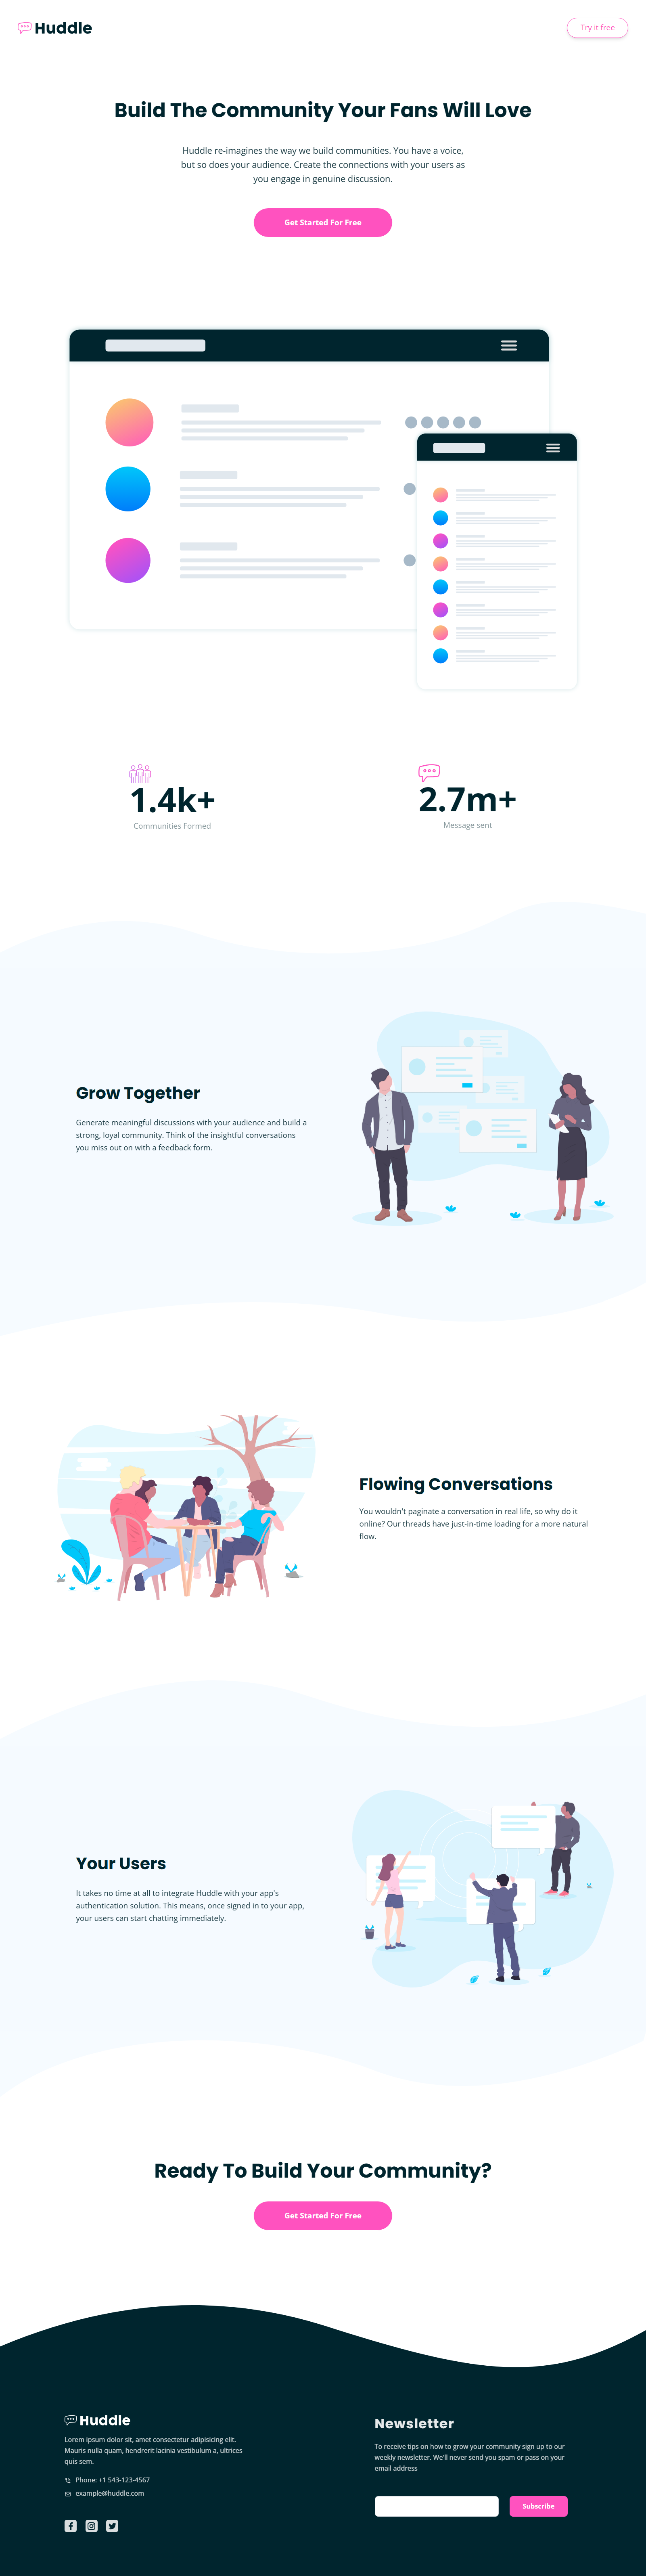 Huddle
Try it free
Build The Community Your Fans Will Love
Huddle re-imagines the way we build communities. You have a voice,
but so does your audience. Create the connections with your users as
you engage in genuine discussion.
Get Started For Free
1.4k+
Communities Formed
2.7m+
Message sent
Grow Together
Generate meaningful discussions with your audience and build a
strong, loyal community. Think of the insightful conversations
you miss out on with a feedback form.
Flowing Conversations
You wouldn't paginate a conversation in real life, so why do it
online? Our threads have just-in-time loading for a more natural
flow.
Your Users
It takes no time at all to integrate Huddle with your app's
authentication solution. This means, once signed in to your app,
your users can start chatting immediately.
Ready To Build Your Community?
Get Started For Free
Huddle
Lorem ipsum dolor sit, amet consectetur adipisicing elit.
Mauris nulla quam, hendrerit lacinia vestibulum a, ultrices
quis sem.
Phone: +1 543-123-4567
example@huddle.com
Newsletter
To receive tips on how to grow your community sign up to our
weekly newsletter. We'll never send you spam or pass on your
email address
Subscribe